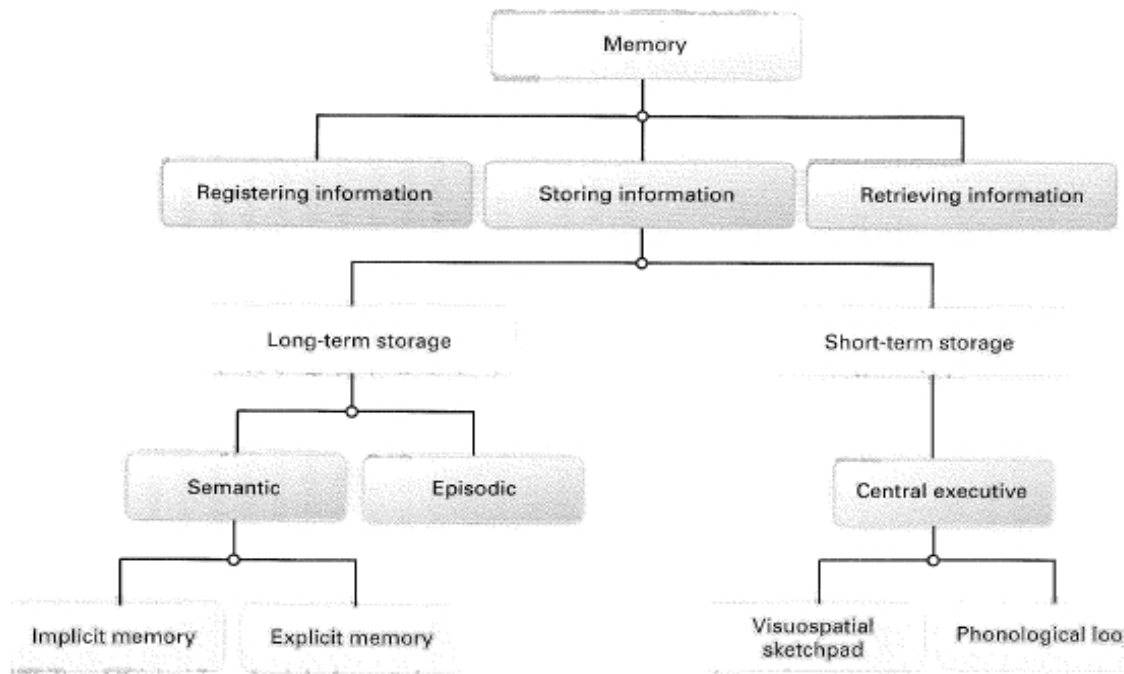 Memory
Registering information
Storing information
Retrieving information
Long-term storage
Short-term storage
Semantic
Episodic
Central executive
Implicit memory
Explicit memory
Visuospatial
sketchpad
Phonological loo